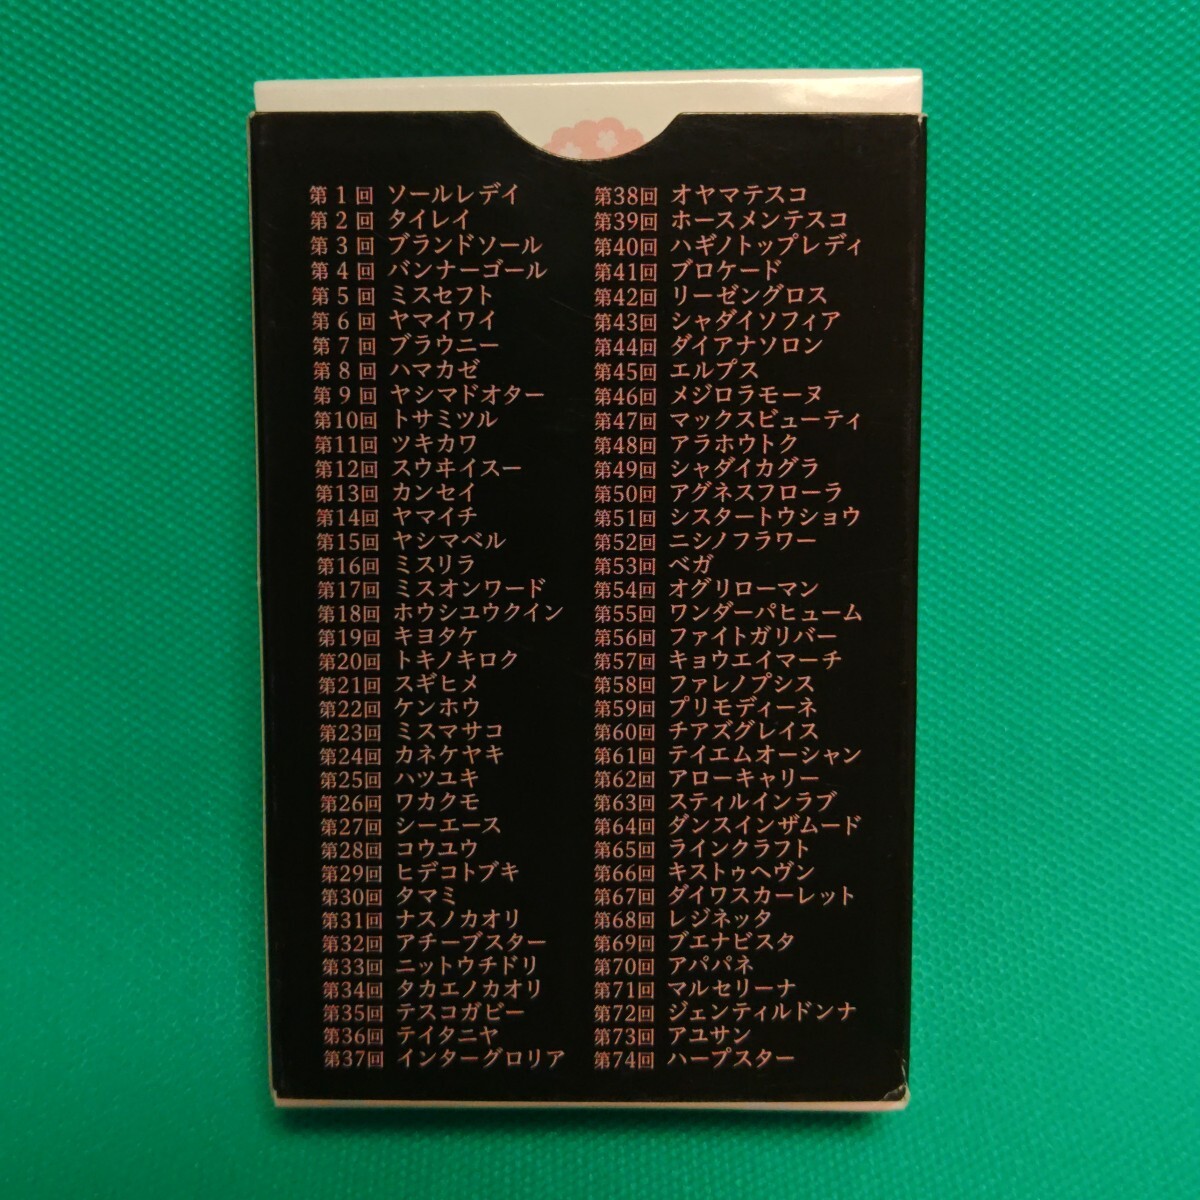 第1回 ソールレデイ
第2回 タイレイ
第3回 ブランドソール
第4回 バンナーゴール
第5回 ミスセフト
第6回 ヤマイワイ
第7回 ブラウニー
第8回 ハマカゼ
第9回 ヤシマドオター
第10回 トサミツル
第11回 ツキカワ
第12回 スウヰイスー
第13回 カンセイ
第14回 ヤマイチ
第15回 ヤシマベル
第16回 ミスリラ
第17回 ミスオンワード
第18回 ホウシユウクイン
第19回 キヨタケ
第20回 トキノキロク
第21回 スギヒメ
第22回 ケンホウ
第23回 ミスマサコ
第24回 カネケヤキ
第25回 ハツユキ
第26回 ワカクモ
第27回 シーエース
第28回 コウユウ
第29回 ヒデコトブキ
第30回 タマミ
第31回 ナスノカオリ
第32回 アチーブスター
第33回 ニットウチドリ
第34回 タカエノカオリ
第35回 テスコガビー
第36回 テイタニヤ
第37回 インターグロリア
第38回 オヤマテスコ
第39回 ホースメンテスコ
第40回 ハギノトップレディ
第41回 ブロケード
第42回 リーゼングロス
第43回 シャダイソフィア
第44回 ダイアナソロン
第45回 エルプス
第46回 メジロラモーヌ
第47回 マックスビューティ
第48回 アラホウトク
第49回 シャダイカグラ
第50回 アグネスフローラ
第51回 シスタートウショウ
第52回 ニシノフラワー
第53回 ベガ
第54回 オグリローマン
第55回 ワンダーパヒューム
第56回 ファイトガリバー
第57回 キョウエイマーチ
第58回 ファレノプシス
第59回 プリモディーネ
第60回 チアズグレイス
第61回 テイエムオーシャン
第62回 アローキャリー
第63回 スティルインラブ
第64回 ダンスインザムード
第65回 ラインクラフト
第66回 キストゥヘヴン
第67回 ダイワスカーレット
第68回 レジネッタ
第69回 ブエナビスタ
第70回 アパパネ
第71回 マルセリーナ
第72回 ジェンティルドンナ
第73回 アユサン
第74回 ハープスター